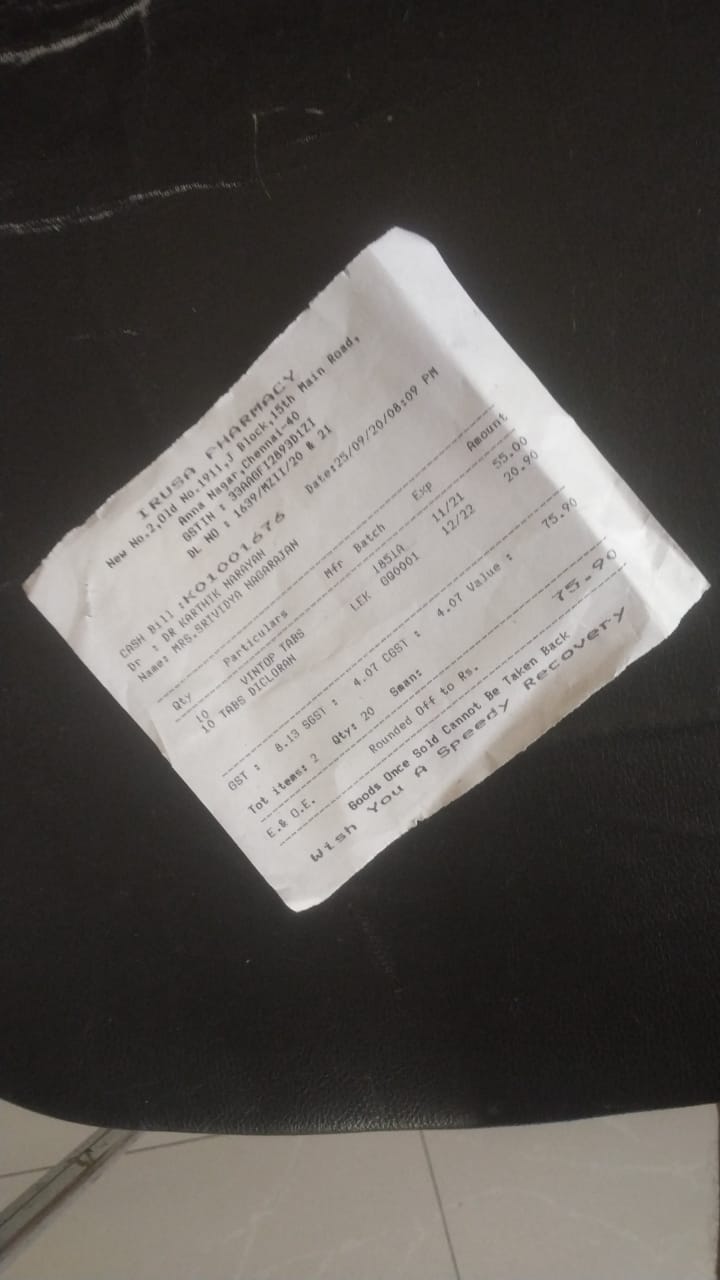 IRUSA PHARMACY
New No.2,Old No.1911,J Block,15th Main Road,
Anna Nagar,Chennai-40
GSTIN : 33AAGFI2893D1Z1
DL NO : 1639/MZII/20 & 21
CASH Bill :K01001676 Date:25/09/20/08:09 PM
Dr : DR KARTHIK NARAYAN
Name: MRS.SRIVIDYA NAGARAJAN
Qty Particulars Mfr Batch Exp Amount
10 VINTOP TABS 1851A 11/21 55.00
10 TABS DICLORAN LEK GQ0001 12/22 20.90
GST : 8.13 SGST : 4.07 CGST : 4.07 Value : 75.90
Tot items: 2 Qty: 20 Sman:
Rounded Off to Rs. 75.90
E.& O.E. Goods Once Sold Cannot Be Taken Back
Wish You A Speedy Recovery